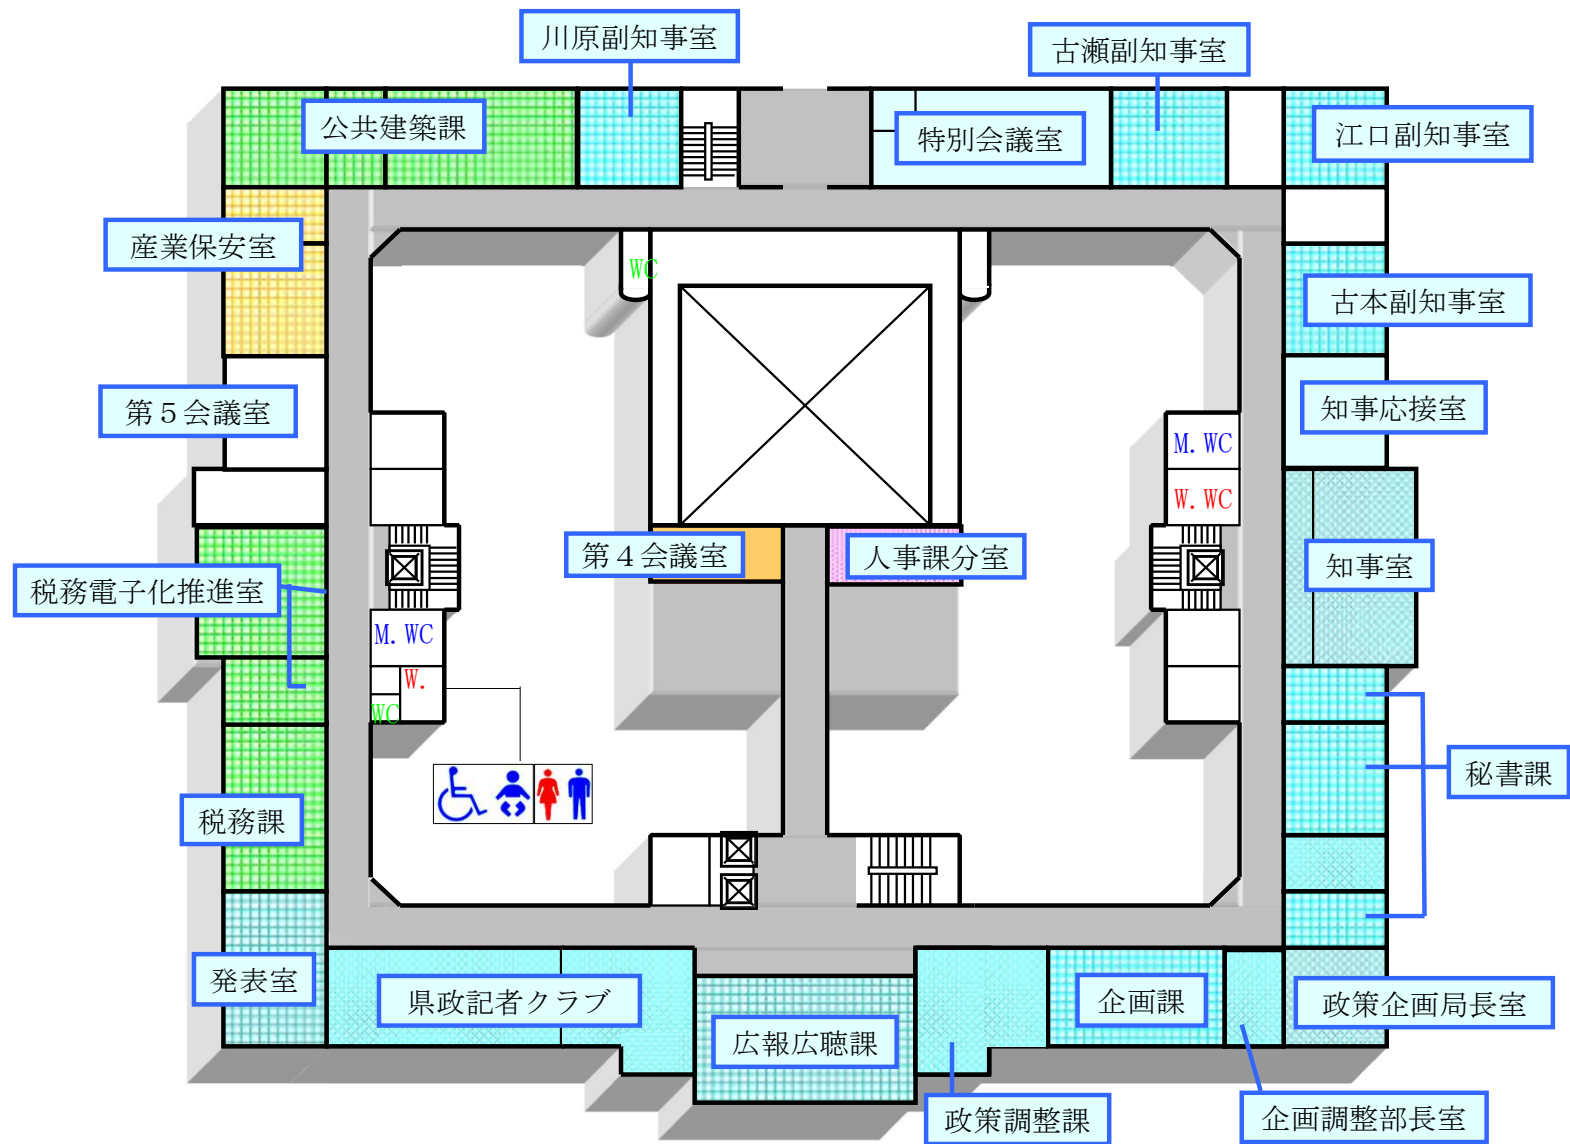 川原副知事室
古瀬副知事室
公共建築課
特別会議室
江口副知事室
産業保安室
WC
古本副知事室
第５会議室
知事応接室
M. WC
W. WC
第４会議室
人事課分室
知事室
税務電子化推進室
M. WC
W.
WC
秘書課
税務課
発表室
県政記者クラブ
企画課
政策企画局長室
広報広聴課
政策調整課
企画調整部長室